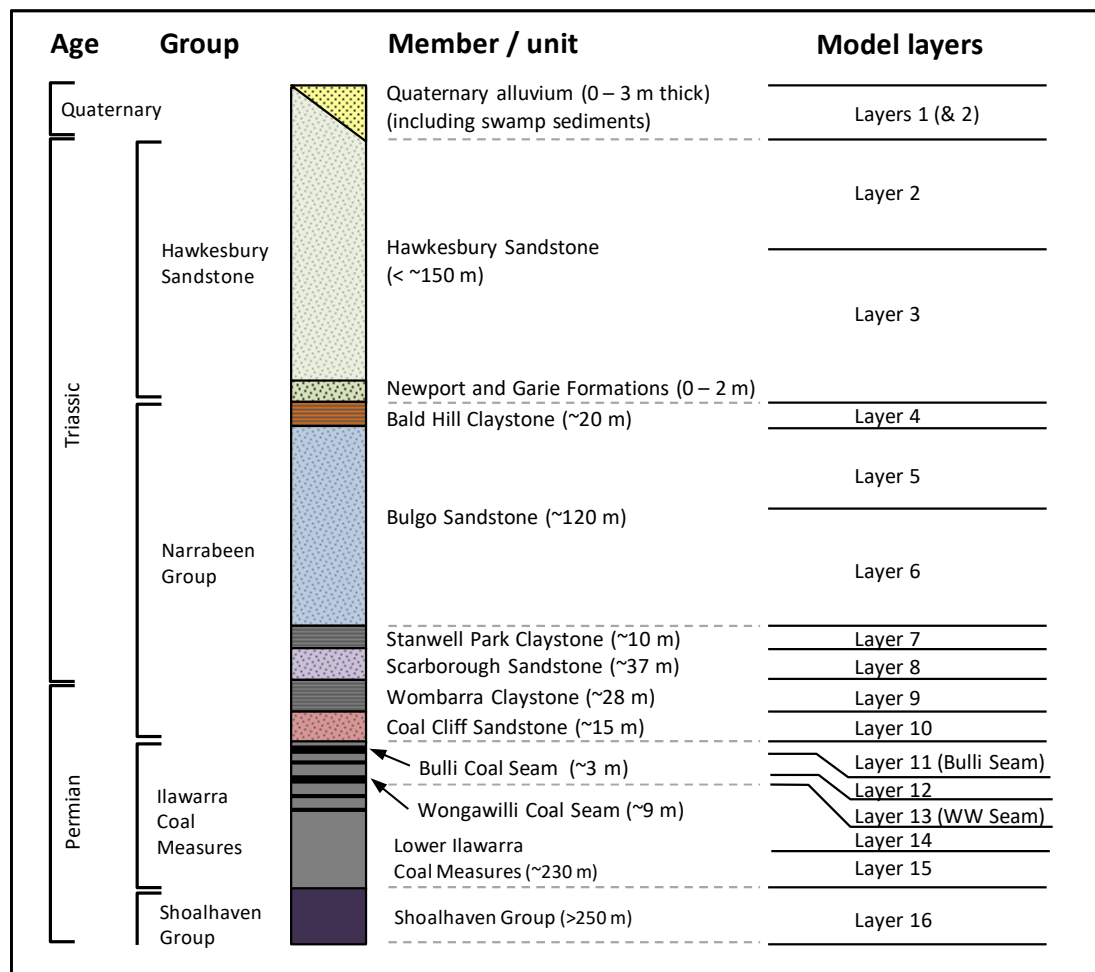 Age
Group
Member / unit
Model layers
Quaternary
Quaternary alluvium (0 – 3 m thick)
(including swamp sediments)
Layers 1 (& 2)
Triassic
Hawkesbury
Sandstone
Hawkesbury Sandstone
(< ~150 m)
Layer 2
Layer 3
Newport and Garie Formations (0 – 2 m)
Narrabeen
Group
Bald Hill Claystone (~20 m)
Layer 4
Bulgo Sandstone (~120 m)
Layer 5
Layer 6
Stanwell Park Claystone (~10 m)
Layer 7
Scarborough Sandstone (~37 m)
Layer 8
Permian
Wombarra Claystone (~28 m)
Layer 9
Coal Cliff Sandstone (~15 m)
Layer 10
Ilawarra
Coal
Measures
Bulli Coal Seam (~3 m)
Layer 11 (Bulli Seam)
Layer 12
Wongawilli Coal Seam (~9 m)
Layer 13 (WW Seam)
Layer 14
Lower Ilawarra
Coal Measures (~230 m)
Layer 15
Shoalhaven
Group
Shoalhaven Group (>250 m)
Layer 16